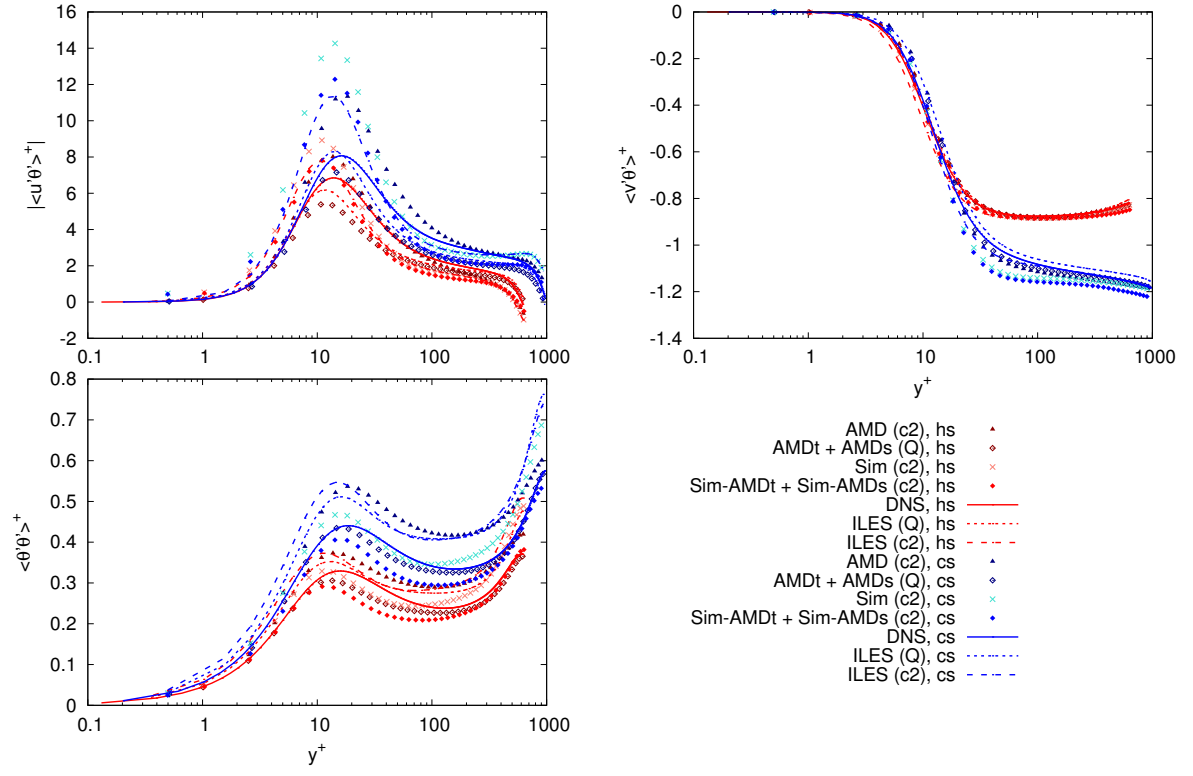 16
14
12
10
8
6
4
2
0
-2
0.1
1
10
100
1000
|<u'θ'>⁺|
0
-0.2
-0.4
-0.6
-0.8
-1
-1.2
-1.4
0.1
1
10
100
1000
<v'θ'>⁺
y⁺
0.8
0.7
0.6
0.5
0.4
0.3
0.2
0.1
0
0.1
1
10
100
1000
<θ'θ'>⁺
y⁺
AMD (c2), hs
AMDt + AMDs (Q), hs
Sim (c2), hs
Sim-AMDt + Sim-AMDs (c2), hs
DNS, hs
ILES (Q), hs
ILES (c2), hs
AMD (c2), cs
AMDt + AMDs (Q), cs
Sim (c2), cs
Sim-AMDt + Sim-AMDs (c2), cs
DNS, cs
ILES (Q), cs
ILES (c2), cs